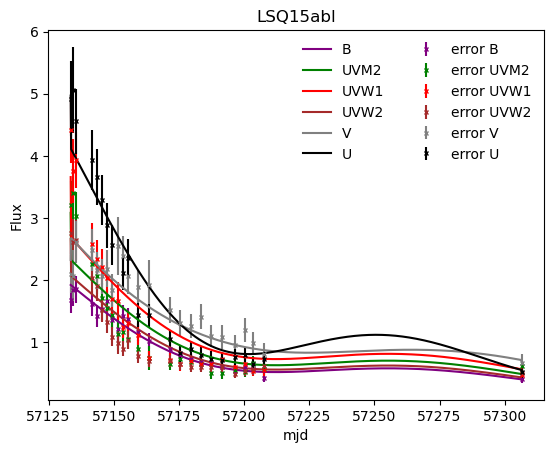 LSQ15abl
B
UVM2
UVW1
UVW2
V
U
error B
error UVM2
error UVW1
error UVW2
error V
error U
Flux
6
5
4
3
2
1
57125
57150
57175
57200
57225
57250
57275
57300
mjd